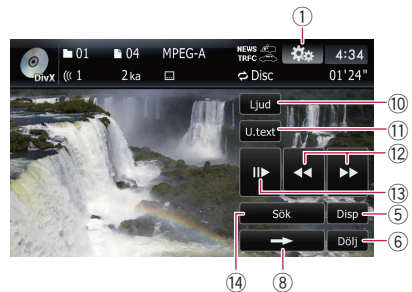 ①
01 04 MPEG-A NEWS TRFC 4:34
DivX 1 2ka Disc 01'24"
Ljud ⑩
U.text ⑪
⑫
⑬
Sök Disp ⑤
Dölj ⑥
⑭ ⑧